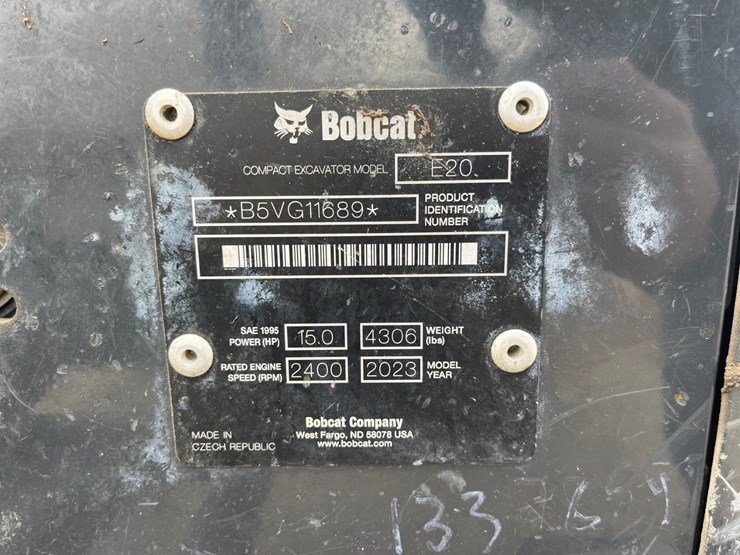 Bobcat
COMPACT EXCAVATOR MODEL E20
*B5VG11689* PRODUCT
IDENTIFICATION
NUMBER
SAE 1995
POWER (HP) 15.0 4306 WEIGHT
(lbs)
RATED ENGINE
SPEED (RPM) 2400 2023 MODEL
YEAR
Bobcat Company
West Fargo, ND 58078 USA
www.bobcat.com
MADE IN
CZECH REPUBLIC
133